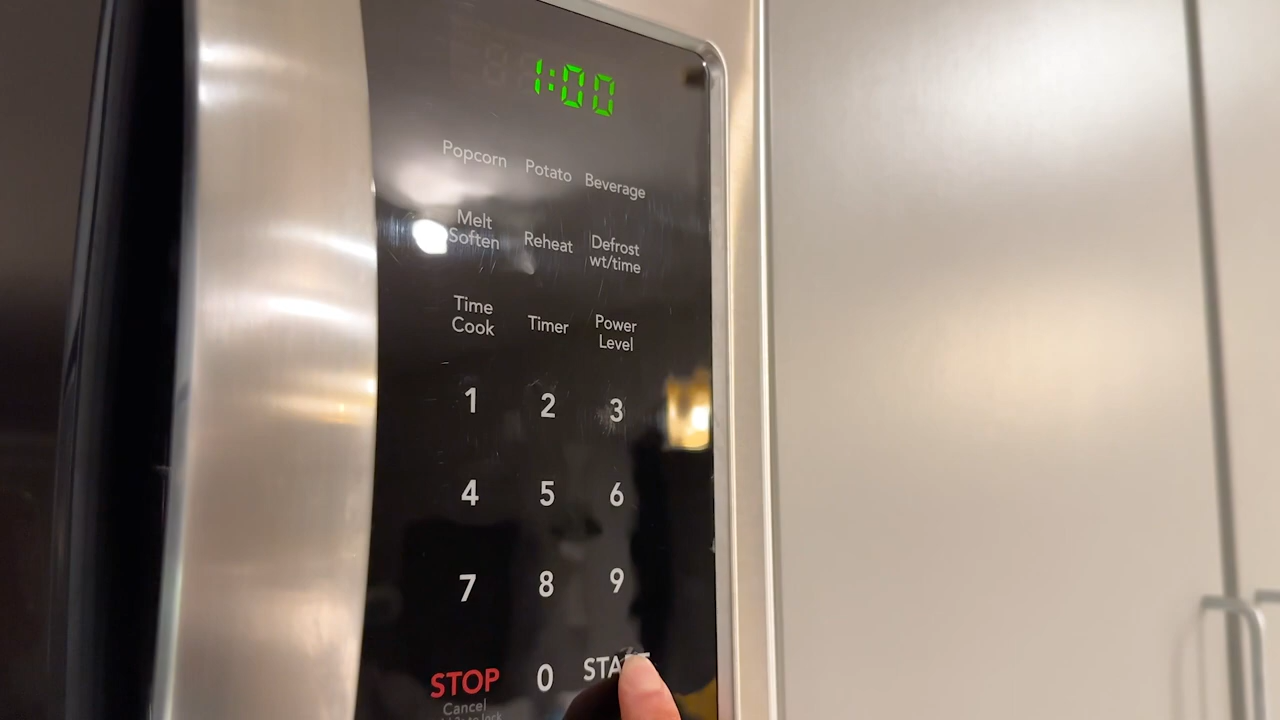 1:00
Popcorn Potato Beverage
Melt
Soften Reheat Defrost
wt/time
Time
Cook Timer Power
Level
1 2 3
4 5 6
7 8 9
STOP 0 START
Cancel